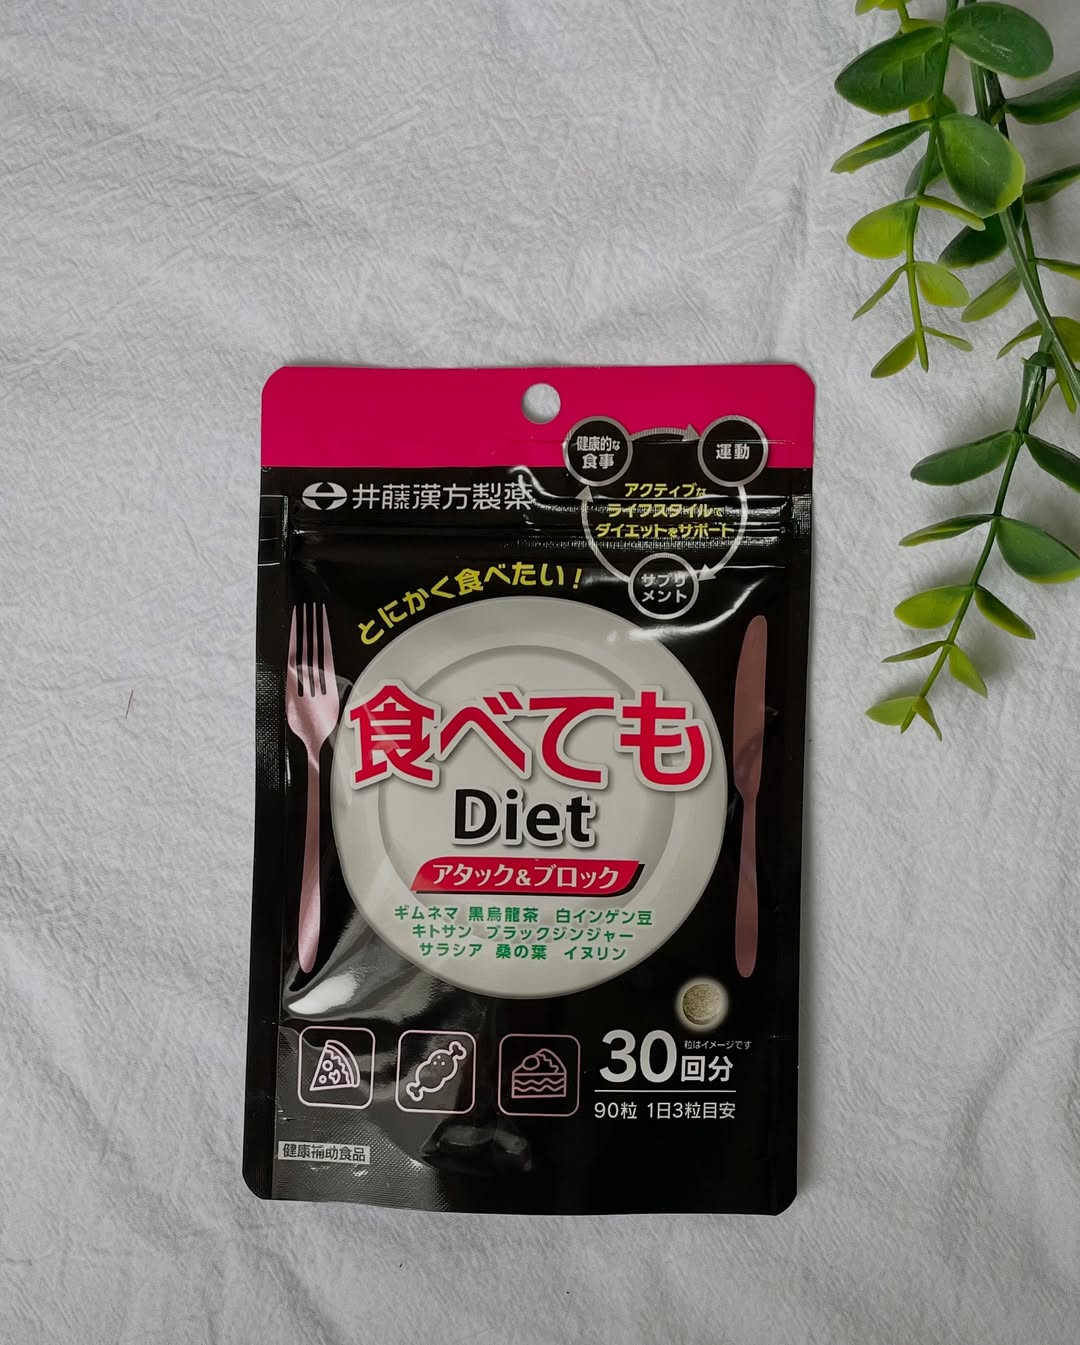 健康的な
食事
運動
井藤漢方製薬
アクティブな
ライフスタイルで
ダイエットをサポート
サプリ
メント
とにかく食べたい!
食べても
Diet
アタック&ブロック
ギムネマ 黒烏龍茶 白インゲン豆
キトサン ブラックジンジャー
サラシア 桑の葉 イヌリン
粒はイメージです
30回分
90粒 1日3粒目安
健康補助食品